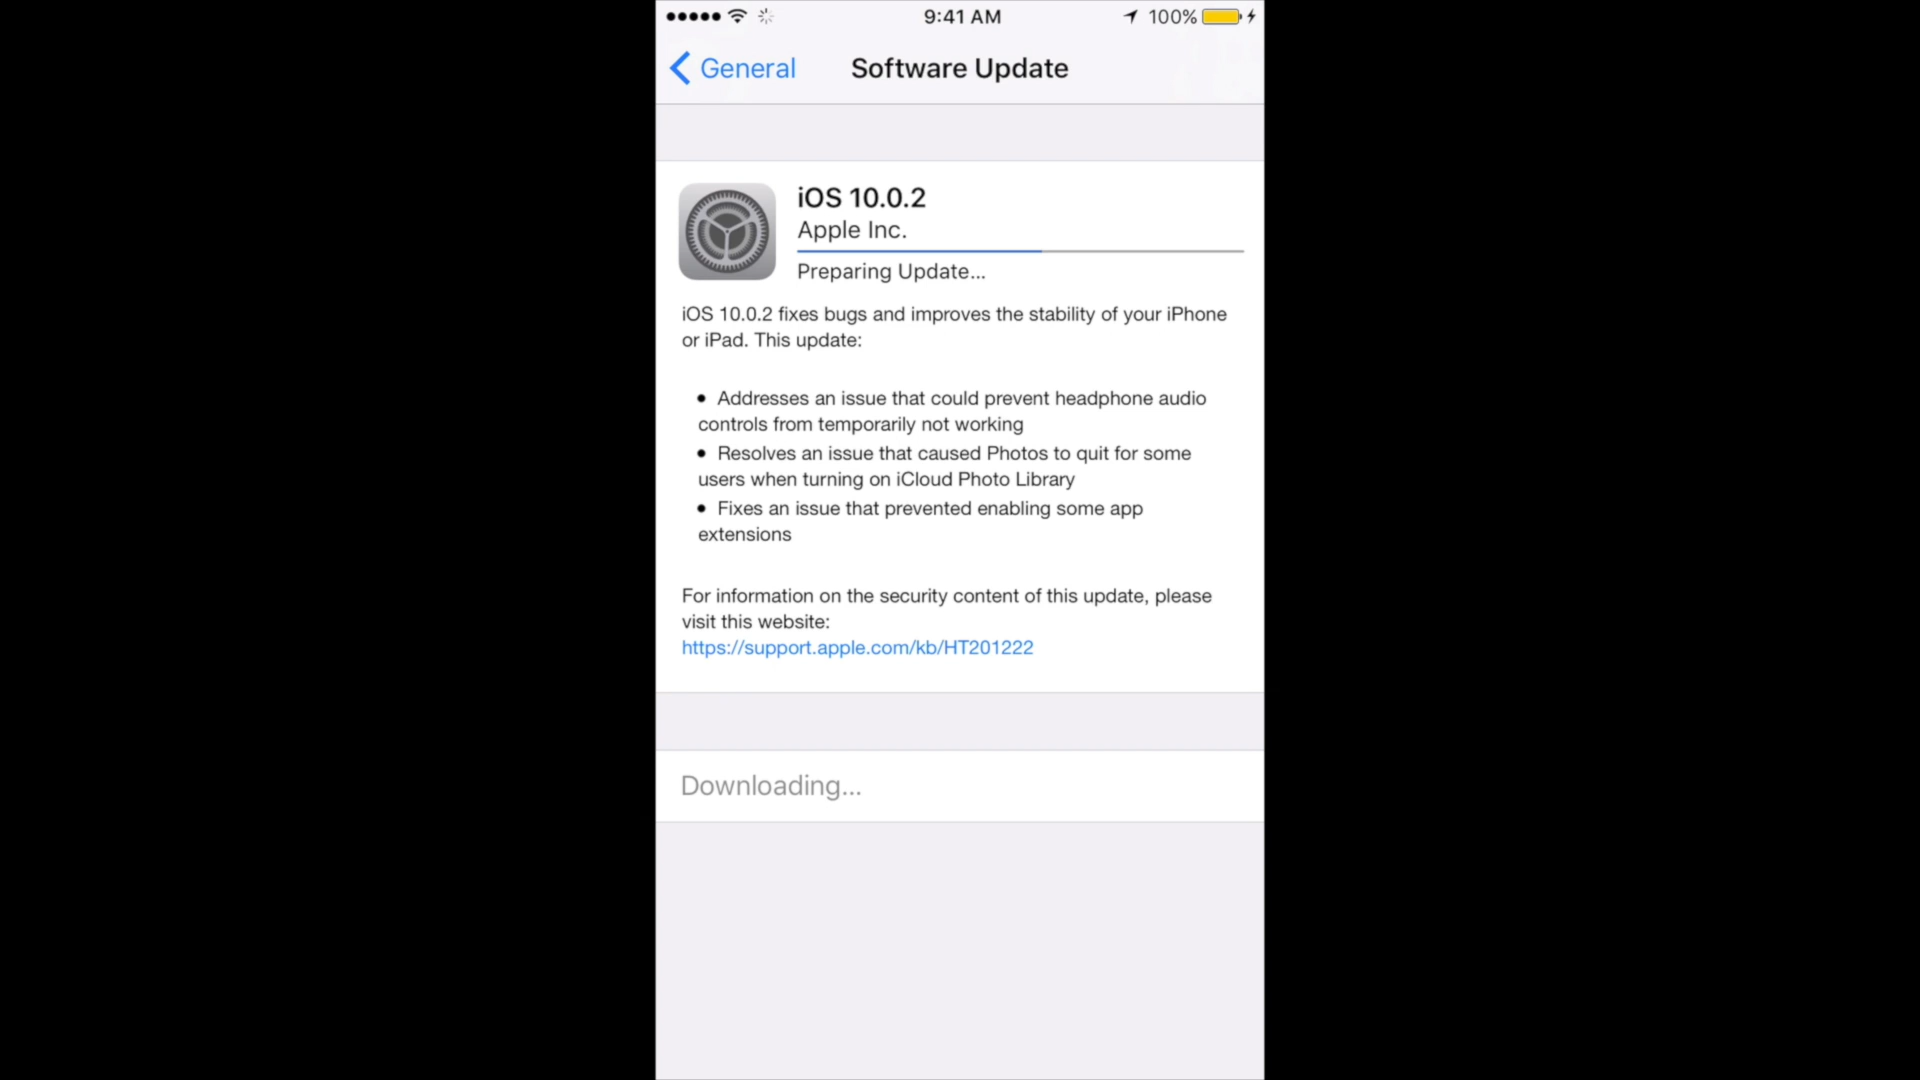 9:41 AM
100%
General
Software Update
iOS 10.0.2
Apple Inc.
Preparing Update...
iOS 10.0.2 fixes bugs and improves the stability of your iPhone
or iPad. This update:
• Addresses an issue that could prevent headphone audio
controls from temporarily not working
• Resolves an issue that caused Photos to quit for some
users when turning on iCloud Photo Library
• Fixes an issue that prevented enabling some app
extensions
For information on the security content of this update, please
visit this website:
https://support.apple.com/kb/HT201222
Downloading...